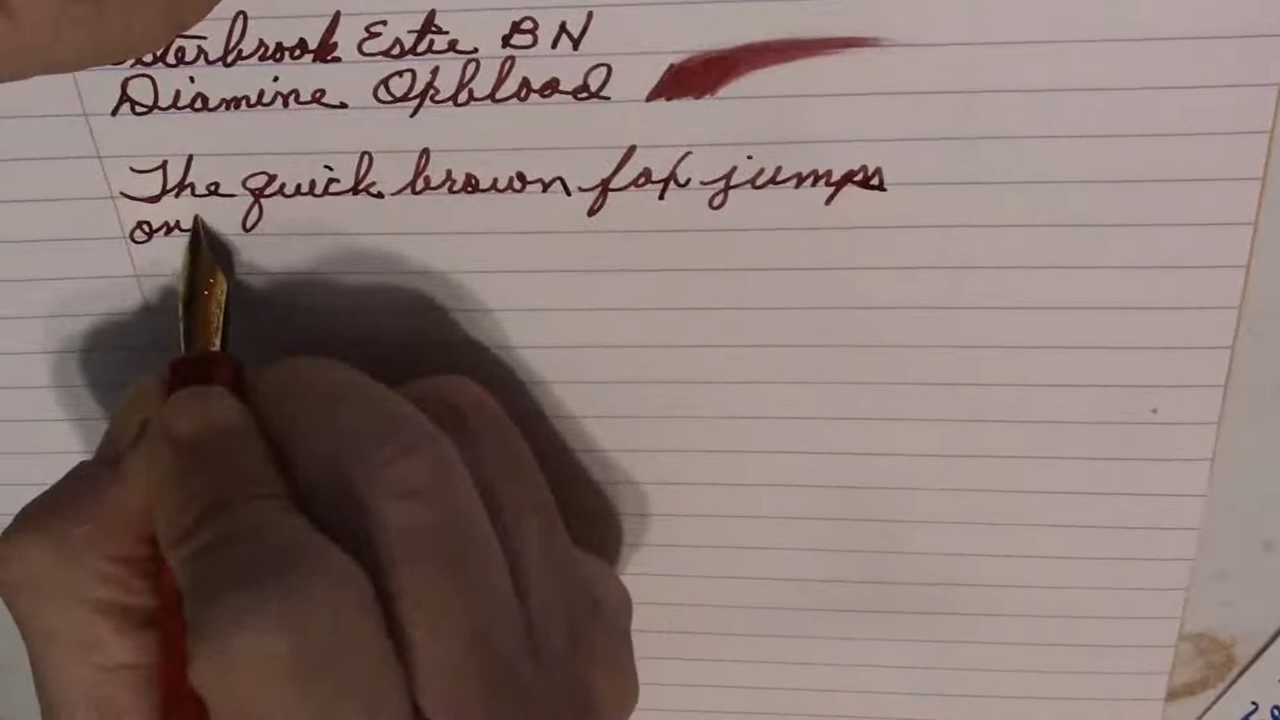 sterbrook Estie BN
Diamine Oxblood
The quick brown fox jumps
ov